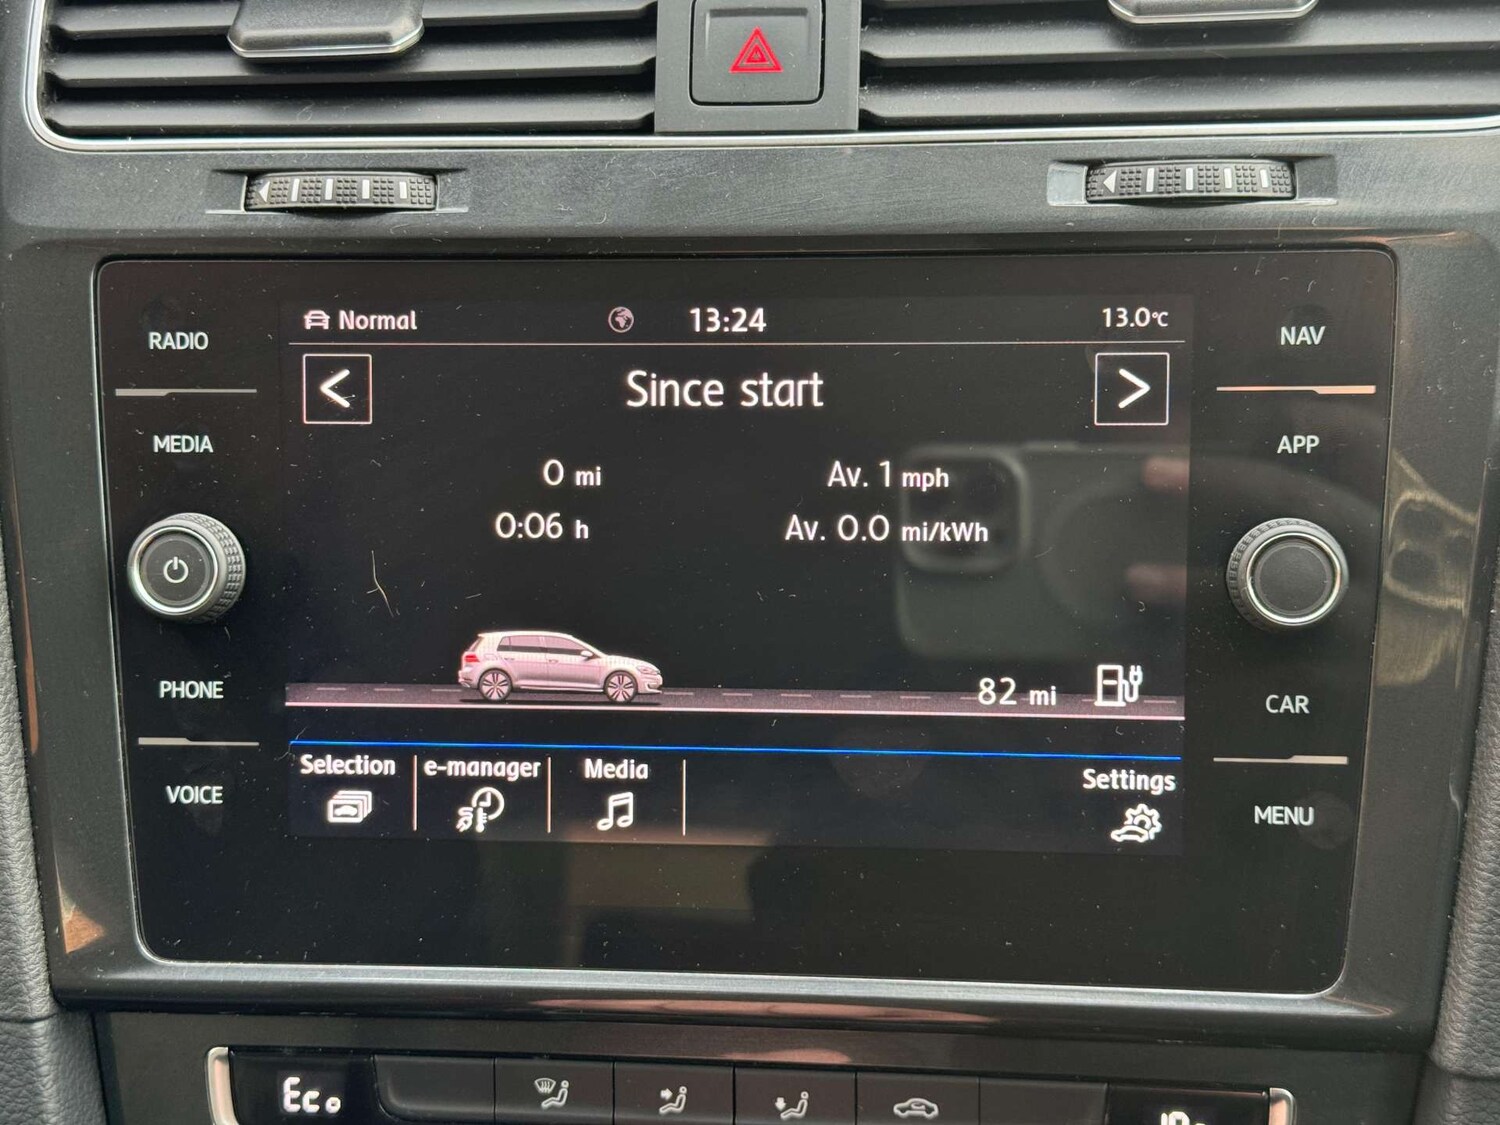 Normal 13:24 13.0°C
RADIO
NAV
< Since start >
MEDIA
APP
0 mi Av. 1 mph
0:06 h Av. 0.0 mi/kWh
PHONE
82 mi
CAR
VOICE
MENU
Selection e-manager Media Settings
Eco